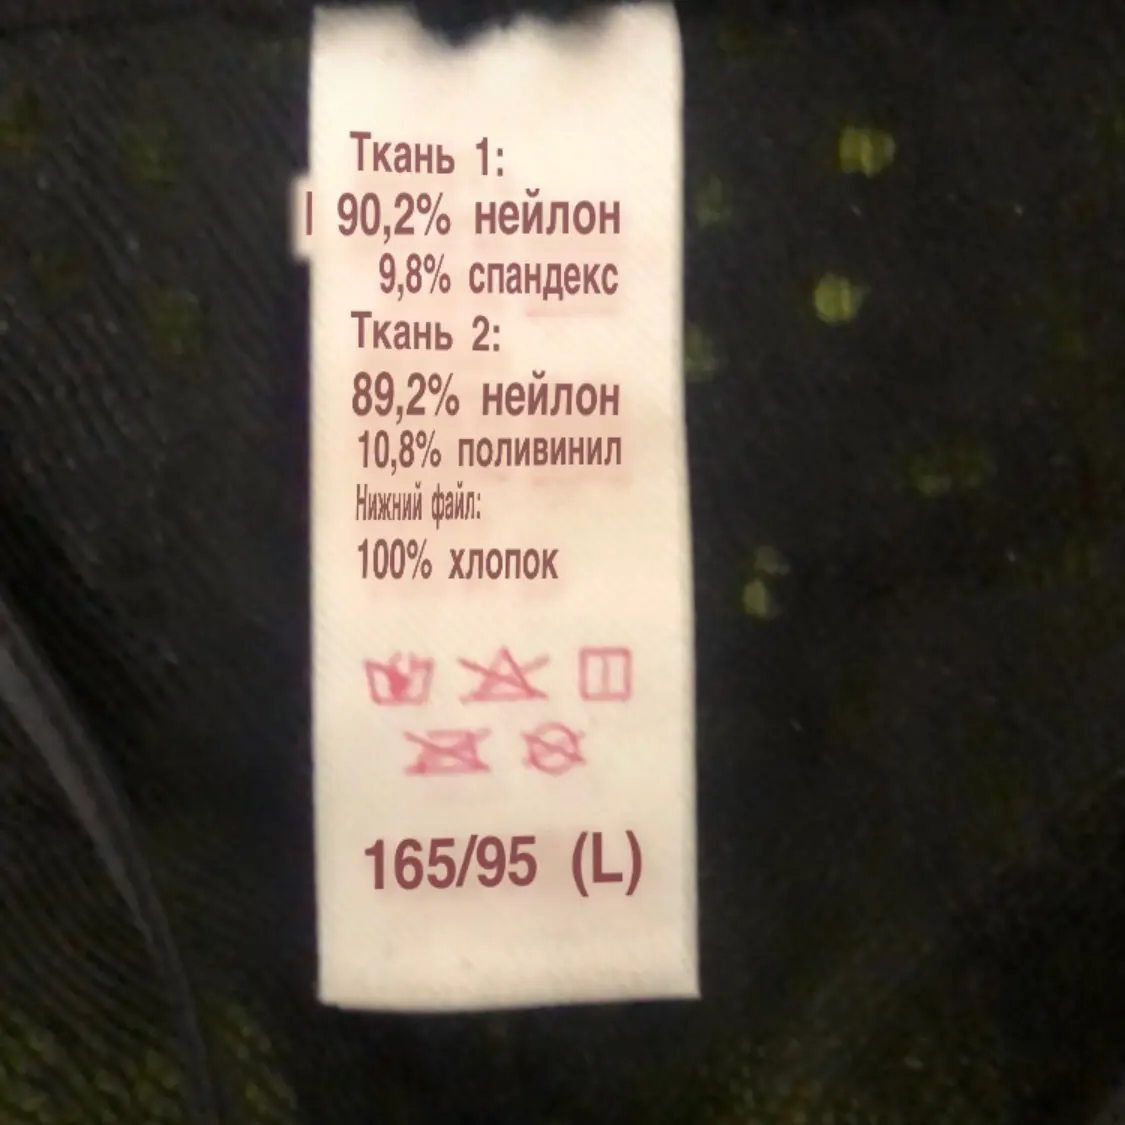 Ткань 1:
90,2% нейлон
9,8% спандекс
Ткань 2:
89,2% нейлон
10,8% поливинил
Нижний файл:
100% хлопок
165/95 (L)